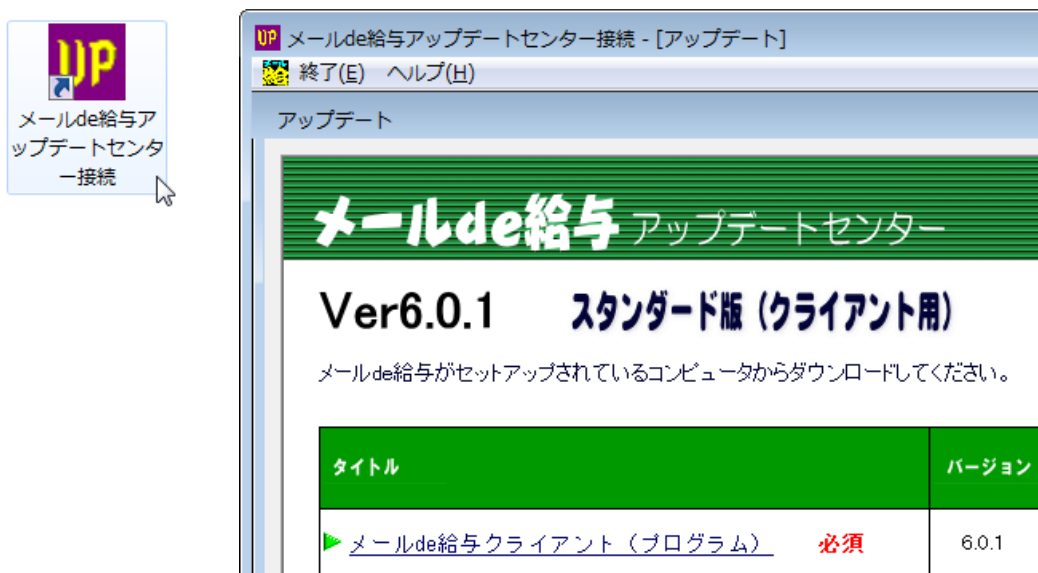 UP
メールde給与ア
ップデートセンタ
ー接続
UP メールde給与アップデートセンター接続 - [アップデート]
終了(E) ヘルプ(H)
アップデート
メールde給与 アップデートセンター
Ver6.0.1 スタンダード版（クライアント用）
メールde給与がセットアップされているコンピュータからダウンロードしてください。
タイトル バージョン
メールde給与クライアント（プログラム） 必須 6.0.1